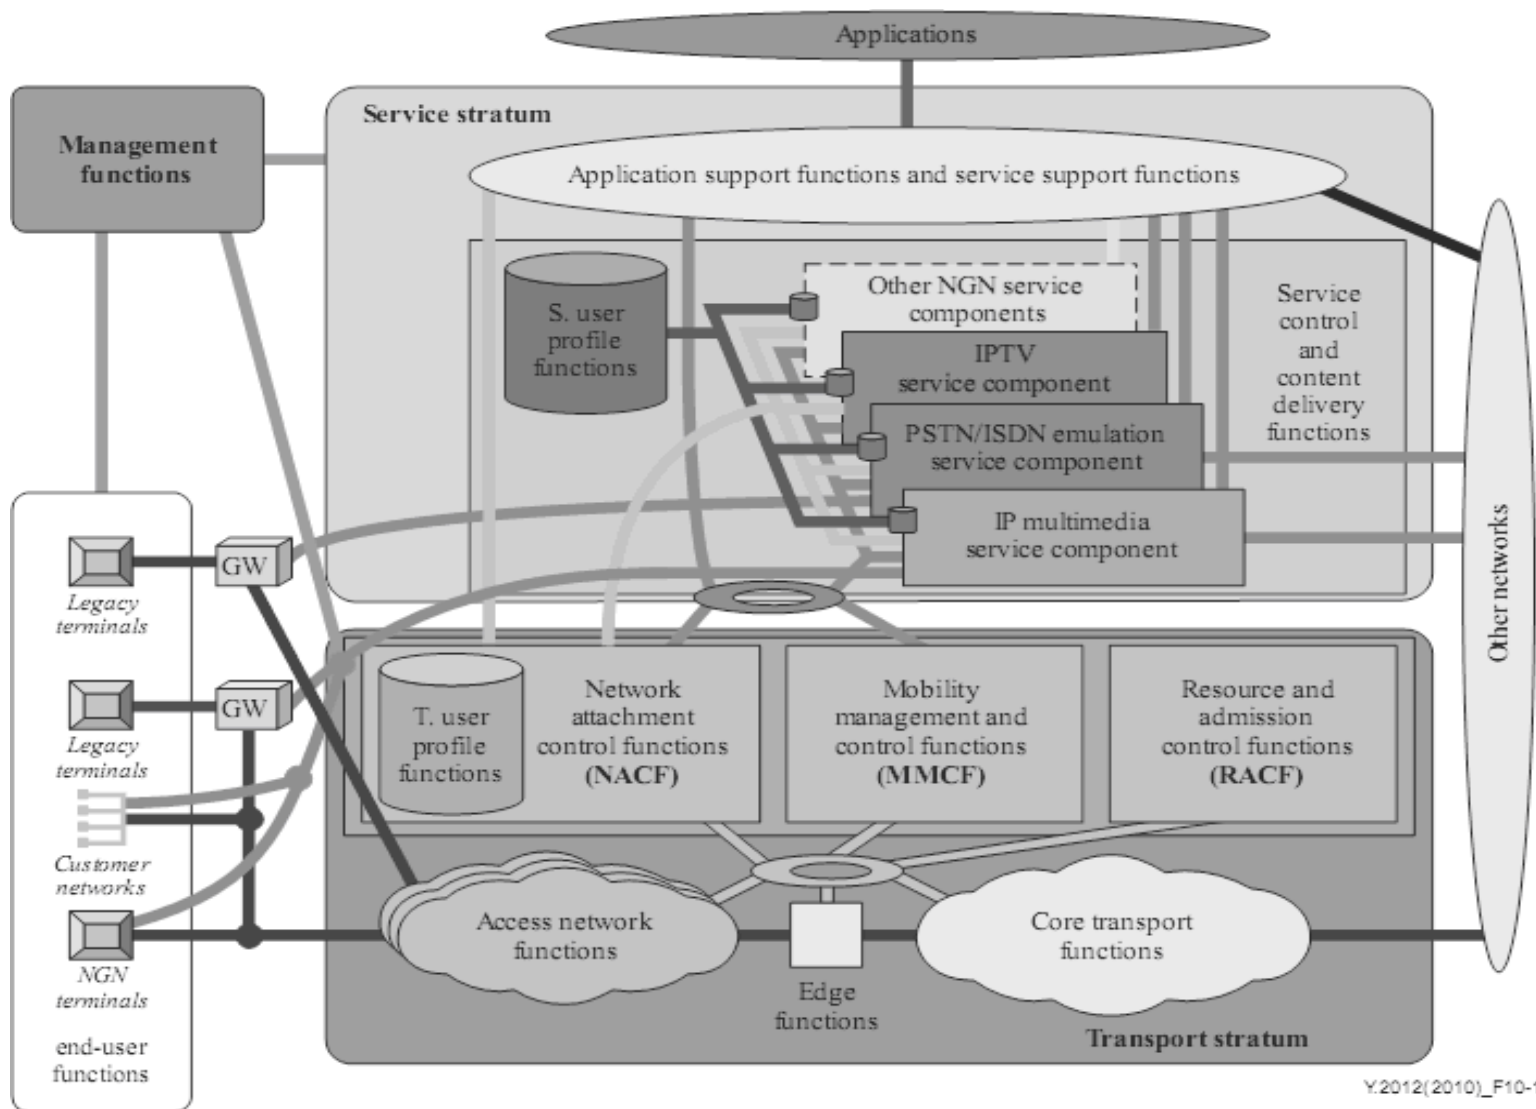 Applications
Service stratum
Management
functions
Application support functions and service support functions
S. user
profile
functions
Other NGN service
components
IPTV
service component
PSTN/ISDN emulation
service component
IP multimedia
service component
Service
control
and
content
delivery
functions
Other networks
GW
Legacy
terminals
GW
Legacy
terminals
Customer
networks
NGN
terminals
end-user
functions
T. user
profile
functions
Network
attachment
control functions
(NACF)
Mobility
management and
control functions
(MMCF)
Resource and
admission
control functions
(RACF)
Access network
functions
Edge
functions
Core transport
functions
Transport stratum
Y.2012(2010)_F10-1